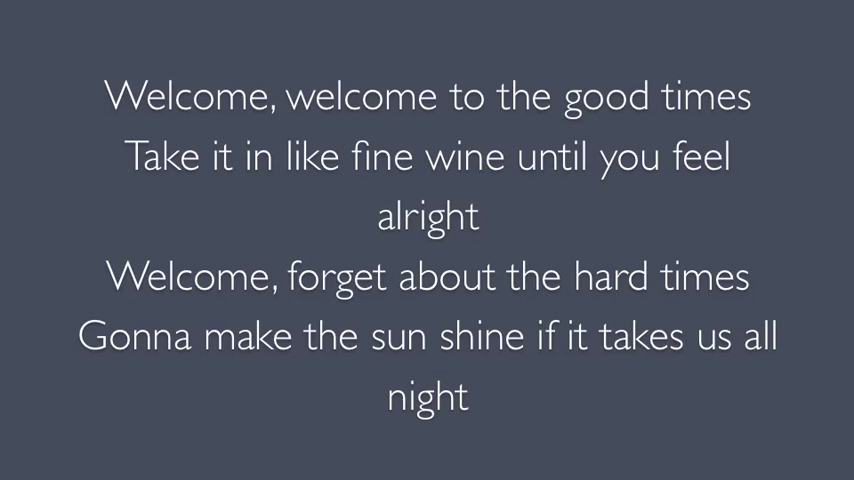 Welcome, welcome to the good times
Take it in like fine wine until you feel
alright
Welcome, forget about the hard times
Gonna make the sun shine if it takes us all
night